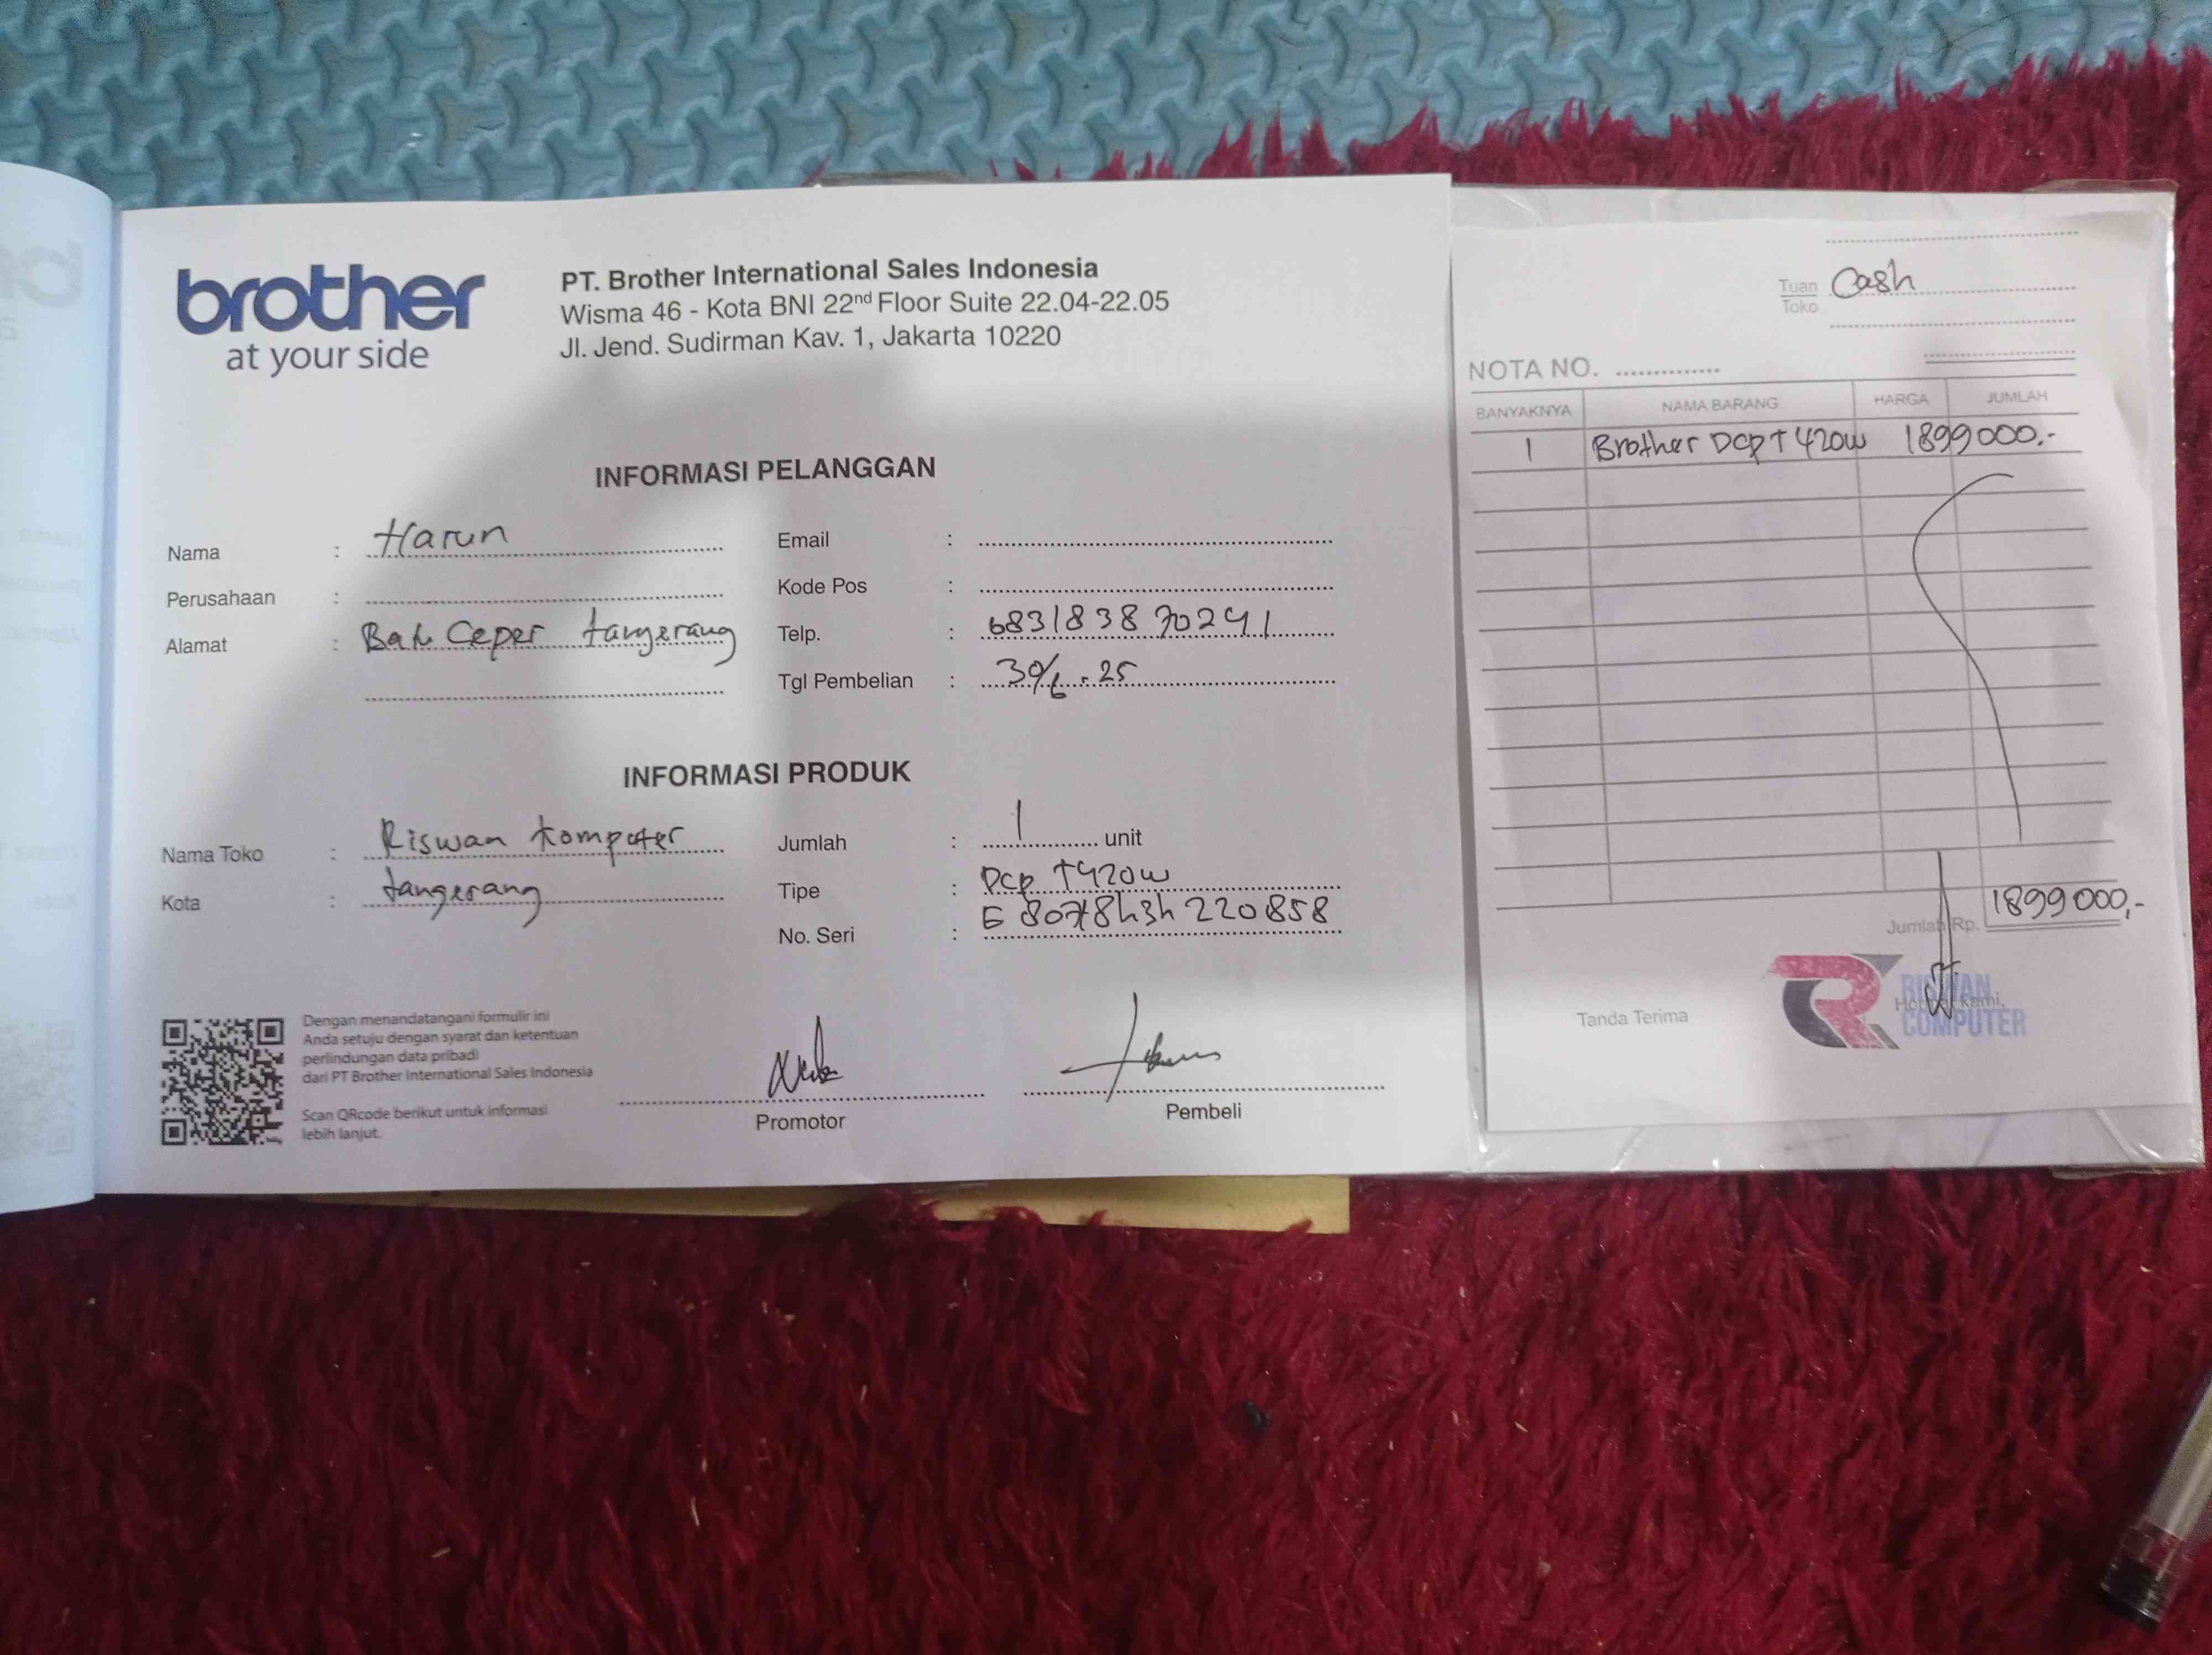 brother
at your side
PT. Brother International Sales Indonesia
Wisma 46 - Kota BNI 22nd Floor Suite 22.04-22.05
Jl. Jend. Sudirman Kav. 1, Jakarta 10220
INFORMASI PELANGGAN
Nama : Harun
Perusahaan :
Alamat : Batu Ceper tangerang
Email :
Kode Pos :
Telp. : 683183870241
Tgl Pembelian : 30/6.25
INFORMASI PRODUK
Nama Toko : Riswan komputer
Kota : tangerang
Jumlah : 1 unit
Tipe : Dcp T420w
No. Seri : E8078h3h220858
Dengan menandatangani formulir ini
Anda setuju dengan syarat dan ketentuan
perlindungan data pribadi
dari PT Brother International Sales Indonesia
Scan QRcode berikut untuk informasi
lebih lanjut.
Promotor
Pembeli
Tuan Cash
Toko
NOTA NO.
BANYAKNYA NAMA BARANG HARGA JUMLAH
1 Brother Dcp T420w 1899000,-
Jumlah Rp. 1899000,-
Tanda Terima
Hormat kami,
RISWAN
COMPUTER